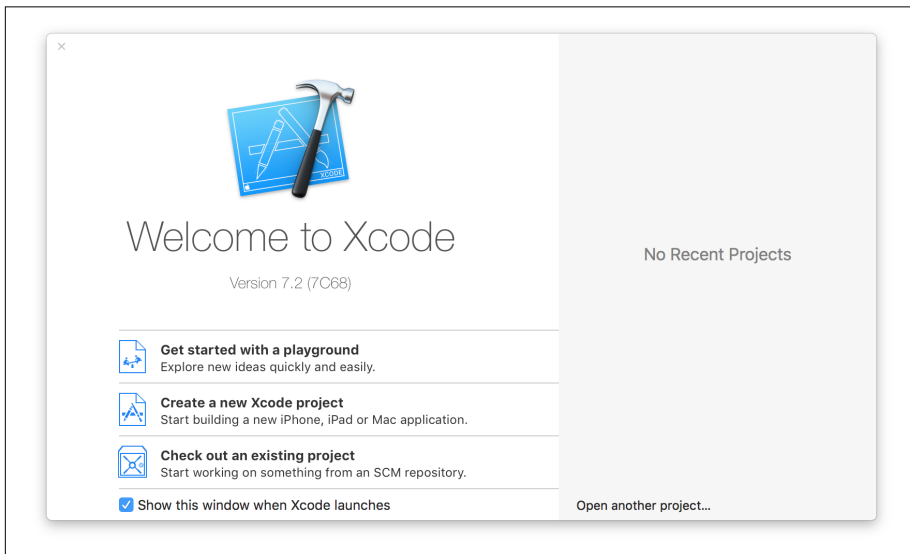 XCODE
Welcome to Xcode
Version 7.2 (7C68)
Get started with a playground
Explore new ideas quickly and easily.
Create a new Xcode project
Start building a new iPhone, iPad or Mac application.
Check out an existing project
Start working on something from an SCM repository.
Show this window when Xcode launches
No Recent Projects
Open another project...